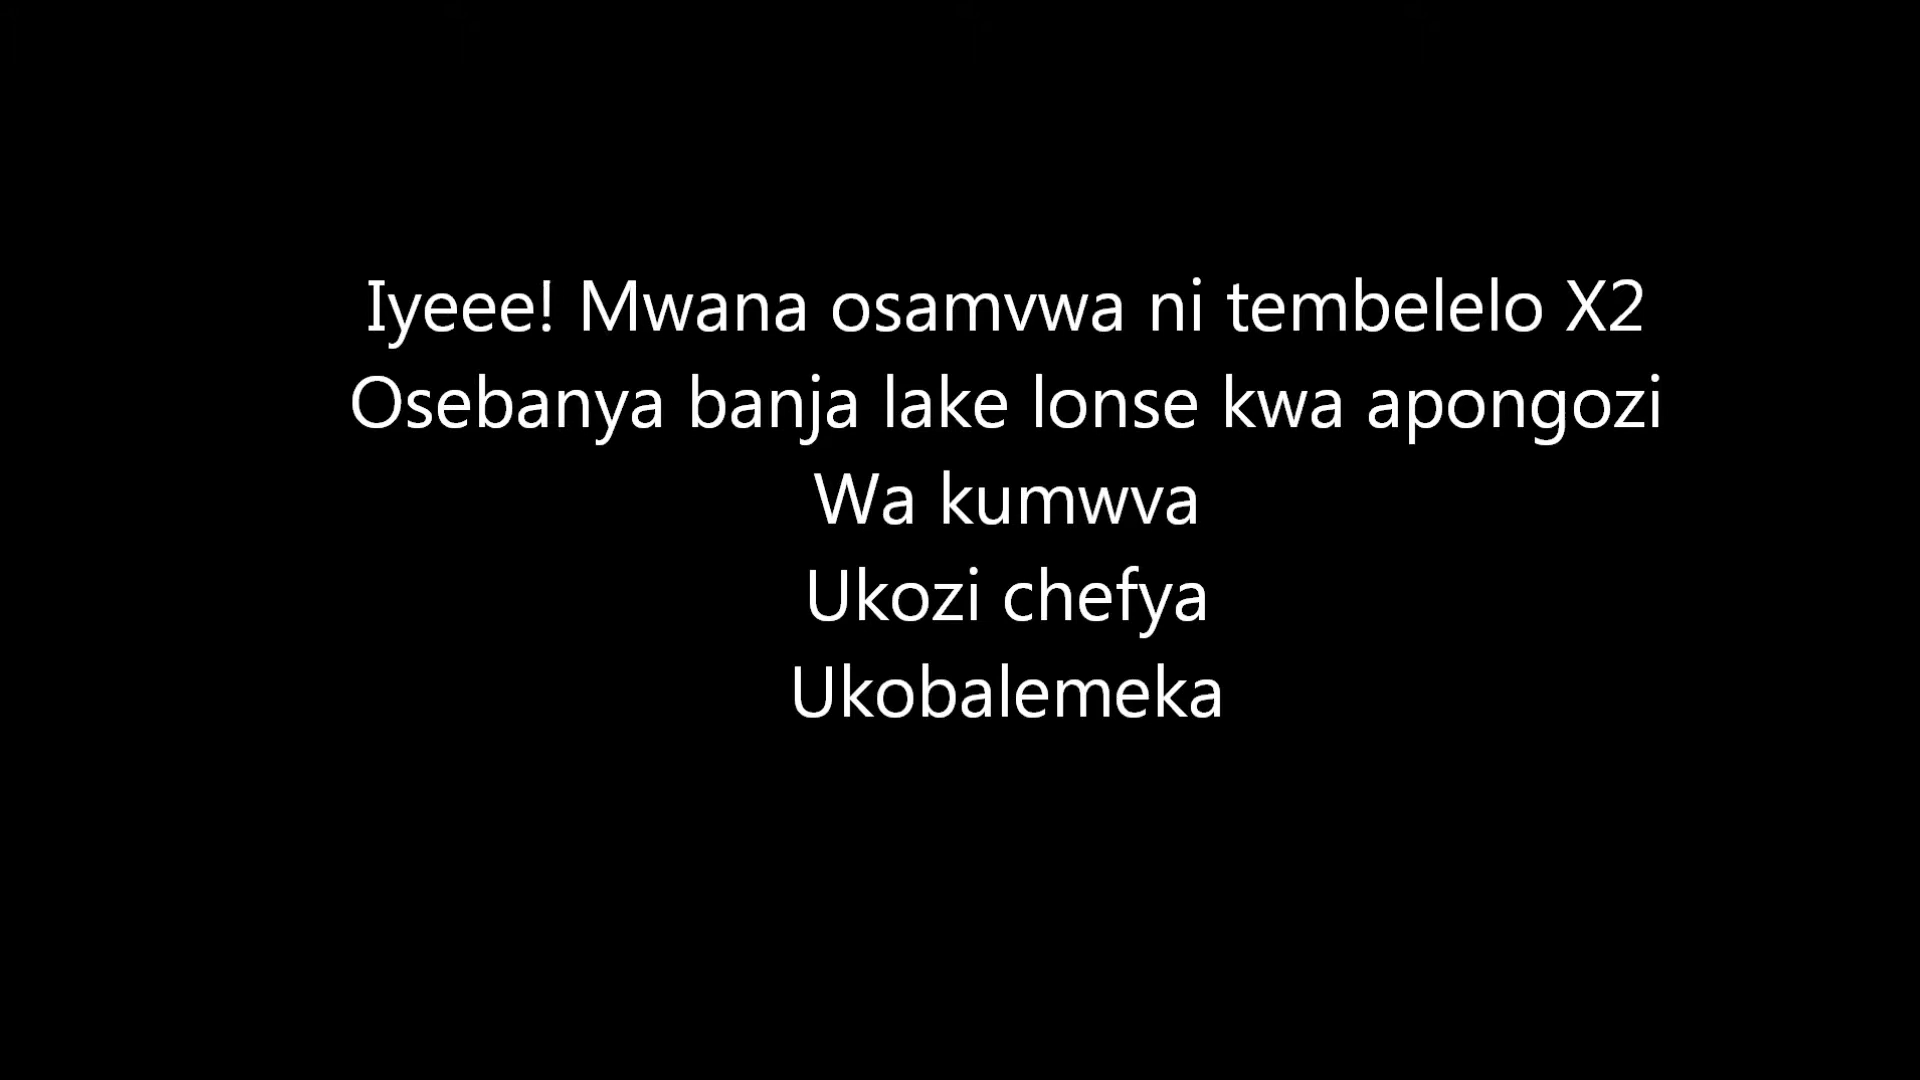 Iyeee! Mwana osamvwa ni tembelelo X2
Osebanya banja lake lonse kwa apongozi
Wa kumwva
Ukozi chefya
Ukobalemeka